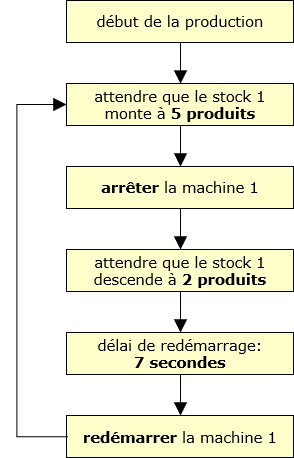 début de la production
attendre que le stock 1
monte à 5 produits
arrêter la machine 1
attendre que le stock 1
descende à 2 produits
délai de redémarrage:
7 secondes
redémarrer la machine 1